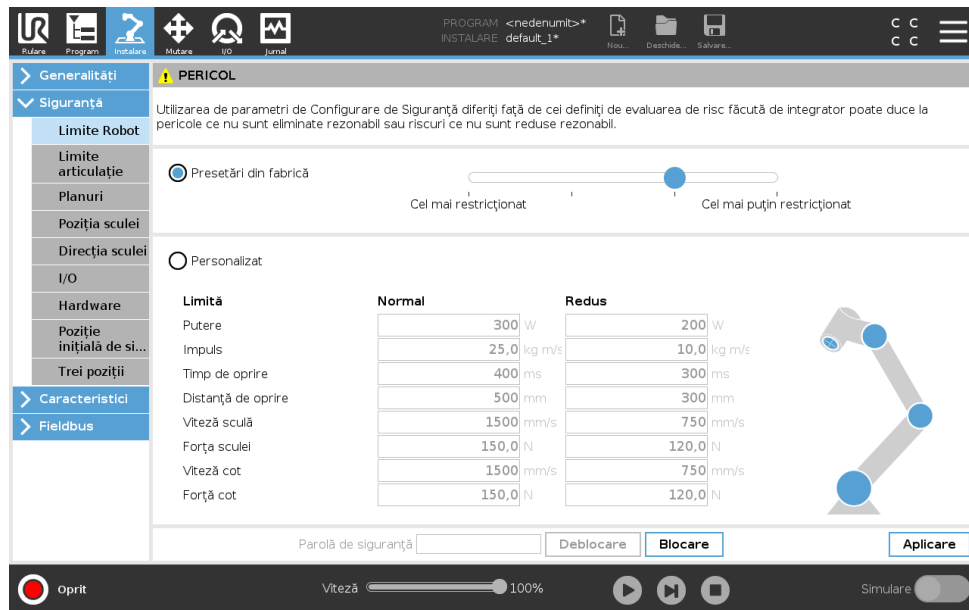 PROGRAM <nedenumit>*
INSTALARE default_1*
Rulare Program Instalare Mutare I/O Jurnal Nou... Deschide... Salvare...
C C
C C
Generalități
Siguranță
Limite Robot
Limite
articulație
Planuri
Poziția sculei
Direcția sculei
I/O
Hardware
Poziție
inițială de si...
Trei poziții
Caracteristici
Fieldbus
PERICOL
Utilizarea de parametri de Configurare de Siguranță diferiți față de cei definiți de evaluarea de risc făcută de integrator poate duce la
pericole ce nu sunt eliminate rezonabil sau riscuri ce nu sunt reduse rezonabil.
Presetări din fabrică
Cel mai restricționat Cel mai puțin restricționat
Personalizat
Limită Normal Redus
Putere 300 W 200 W
Impuls 25,0 kg m/s 10,0 kg m/s
Timp de oprire 400 ms 300 ms
Distanță de oprire 500 mm 300 mm
Viteză sculă 1500 mm/s 750 mm/s
Forța sculei 150,0 N 120,0 N
Viteză cot 1500 mm/s 750 mm/s
Forță cot 150,0 N 120,0 N
Parolă de siguranță Deblocare Blocare Aplicare
Oprit Viteză 100% Simulare